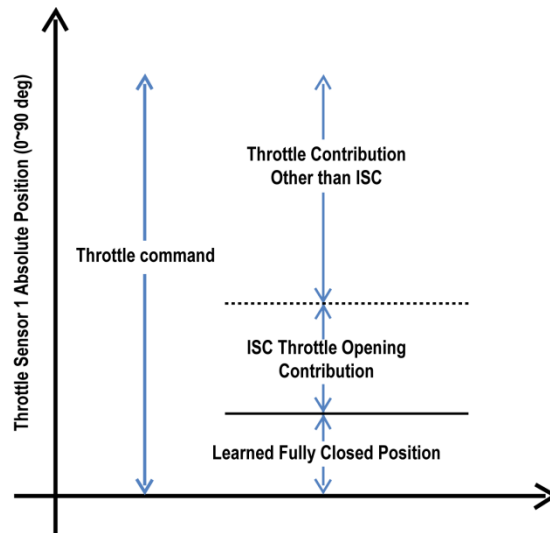 Throttle Sensor 1 Absolute Position (0~90 deg)
Throttle command
Throttle Contribution
Other than ISC
ISC Throttle Opening
Contribution
Learned Fully Closed Position